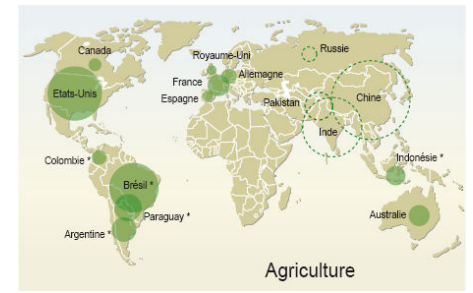 Canada
Royaume-Uni
Russie
Etats-Unis
France
Allemagne
Espagne
Pakistan
Chine
Inde
Colombie *
Indonésie *
Brésil *
Paraguay *
Australie
Argentine *
Agriculture